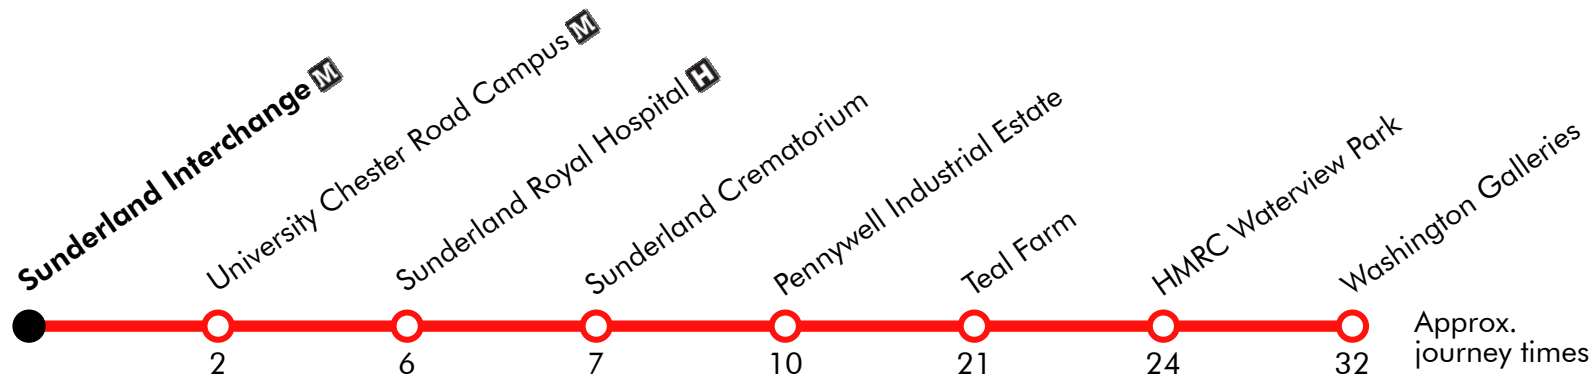 Sunderland Interchange M
University Chester Road Campus M
Sunderland Royal Hospital H
Sunderland Crematorium
Pennywell Industrial Estate
Teal Farm
HMRC Waterview Park
Washington Galleries
2
6
7
10
21
24
32
Approx.
journey times